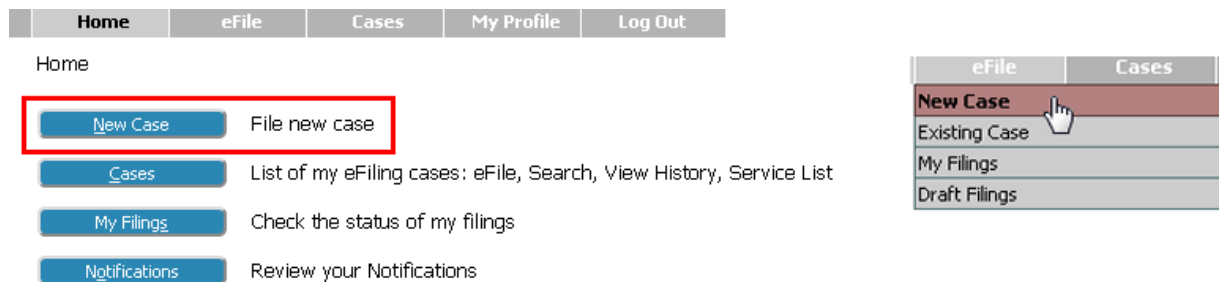 Home eFile Cases My Profile Log Out
Home
New Case File new case
Cases List of my eFiling cases: eFile, Search, View History, Service List
My Filings Check the status of my filings
Notifications Review your Notifications
eFile Cases
New Case
Existing Case
My Filings
Draft Filings